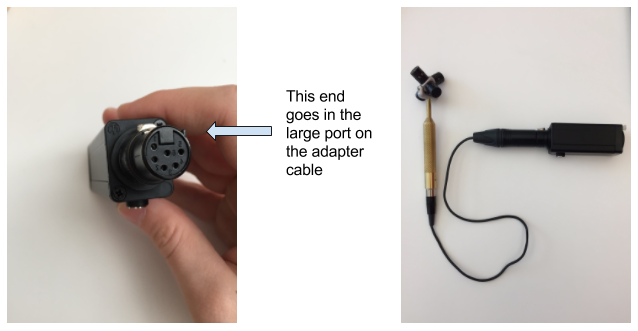 This end
goes in the
large port on
the adapter
cable